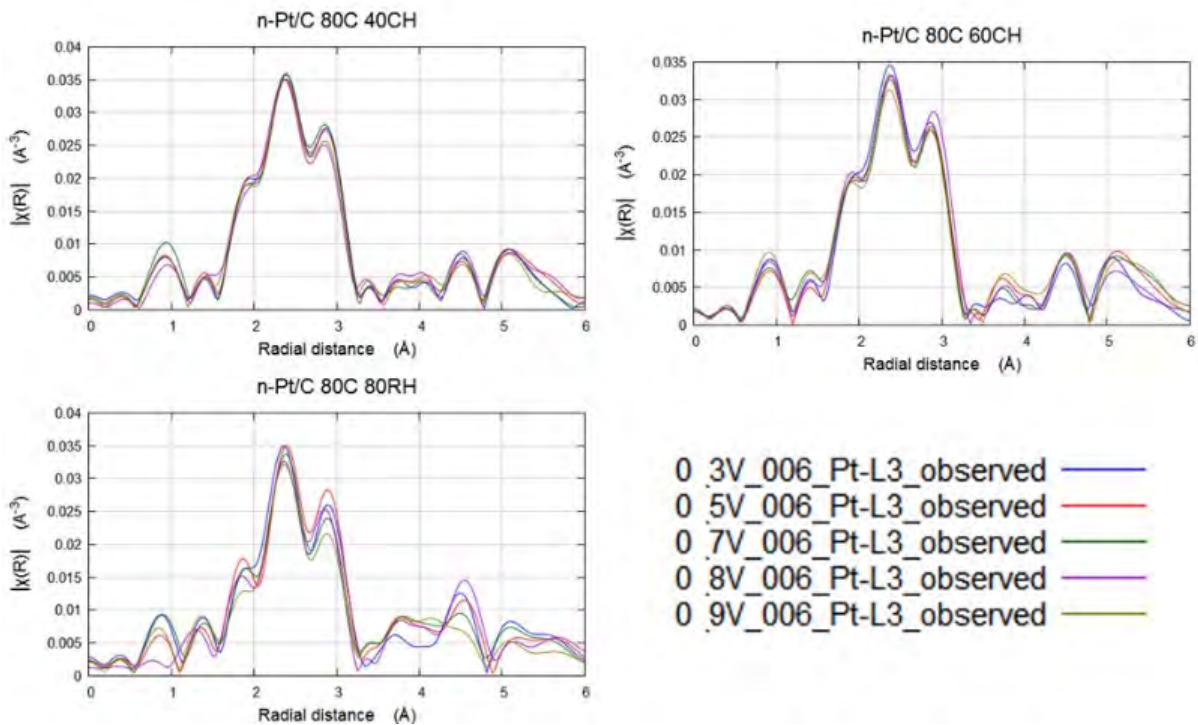 n-Pt/C 80C 40CH
0.04
0.035
0.03
0.025
0.02
0.015
0.01
0.005
0
|χ(R)| (A⁻³)
0 1 2 3 4 5 6
Radial distance (Å)
n-Pt/C 80C 60CH
0.035
0.03
0.025
0.02
0.015
0.01
0.005
0
|χ(R)| (A⁻³)
0 1 2 3 4 5 6
Radial distance (Å)
n-Pt/C 80C 80RH
0.04
0.035
0.03
0.025
0.02
0.015
0.01
0.005
0
|χ(R)| (A⁻³)
0 1 2 3 4 5 6
Radial distance (Å)
0_3V_006_Pt-L3_observed
0_5V_006_Pt-L3_observed
0_7V_006_Pt-L3_observed
0_8V_006_Pt-L3_observed
0_9V_006_Pt-L3_observed